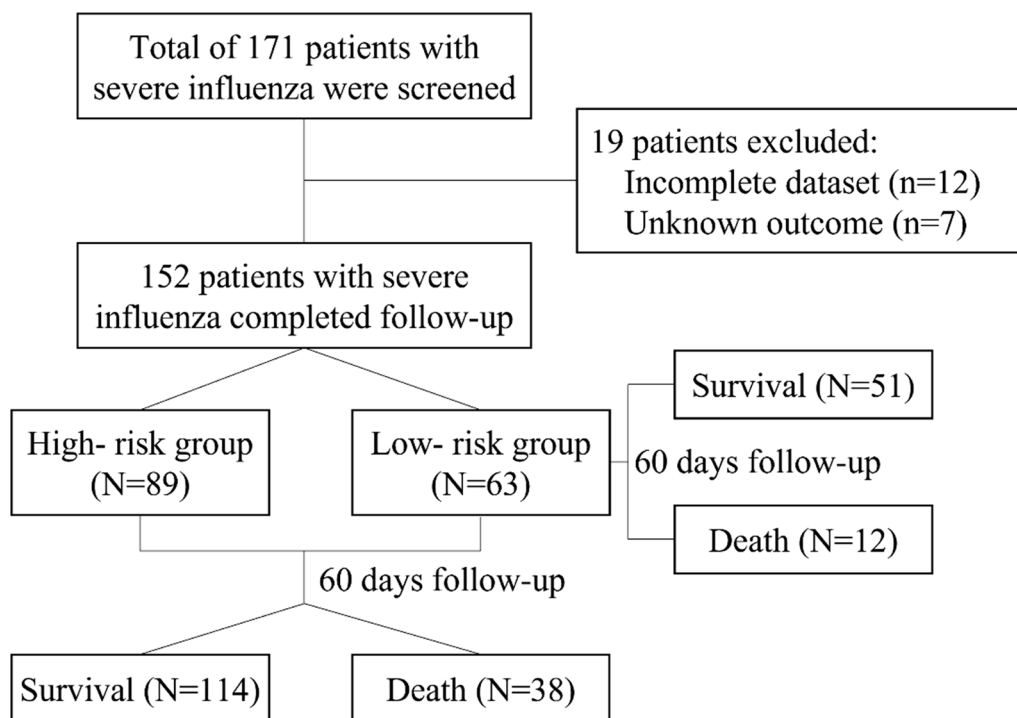 Total of 171 patients with
severe influenza were screened
19 patients excluded:
Incomplete dataset (n=12)
Unknown outcome (n=7)
152 patients with severe
influenza completed follow-up
High- risk group
(N=89)
Low- risk group
(N=63)
Survival (N=51)
60 days follow-up
Death (N=12)
60 days follow-up
Survival (N=114)
Death (N=38)